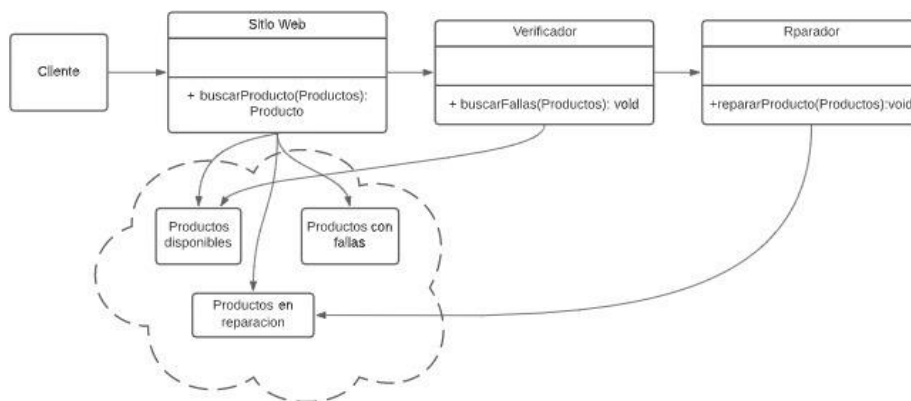 Cliente
Sitio Web
+ buscarProducto(Productos):
Producto
Verificador
+ buscarFallas(Productos): void
Rparador
+repararProducto(Productos):void
Productos
disponibles
Productos con
fallas
Productos en
reparacion